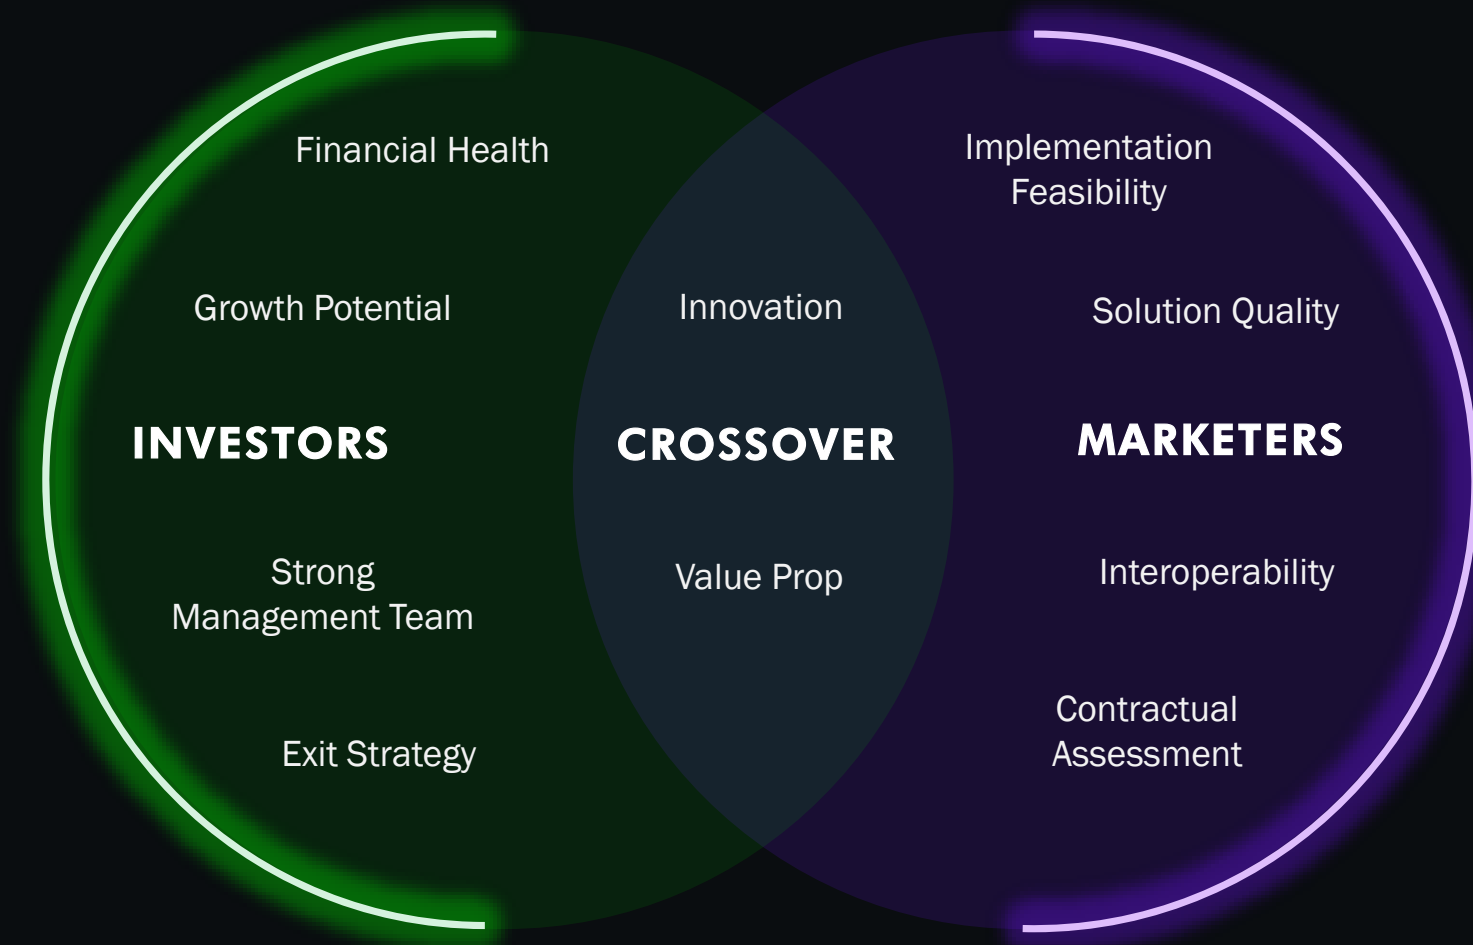 Financial Health
Growth Potential
INVESTORS
Strong
Management Team
Exit Strategy
Innovation
CROSSOVER
Value Prop
Implementation
Feasibility
Solution Quality
MARKETERS
Interoperability
Contractual
Assessment